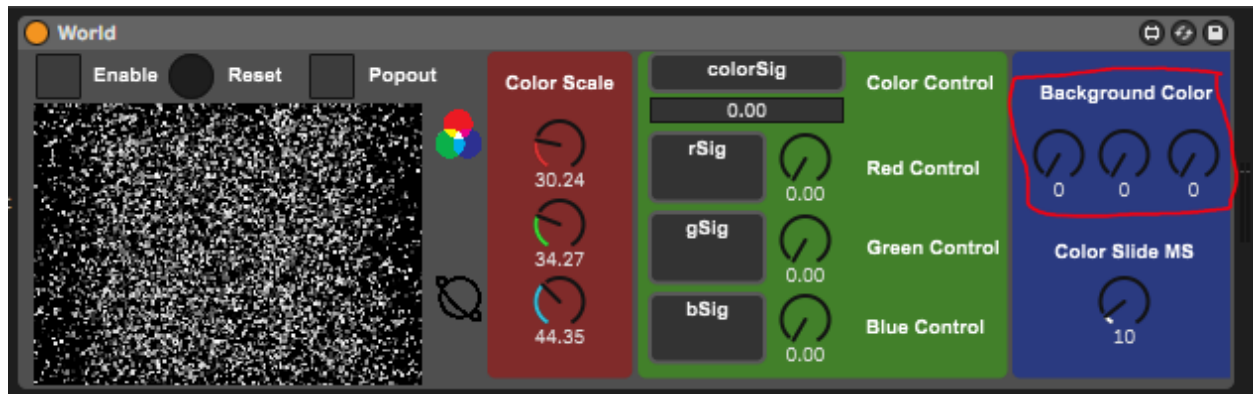 World
Enable
Reset
Popout
Color Scale
30.24
34.27
44.35
colorSig
0.00
Color Control
rSig
0.00
Red Control
gSig
0.00
Green Control
bSig
0.00
Blue Control
Background Color
0 0 0
Color Slide MS
10